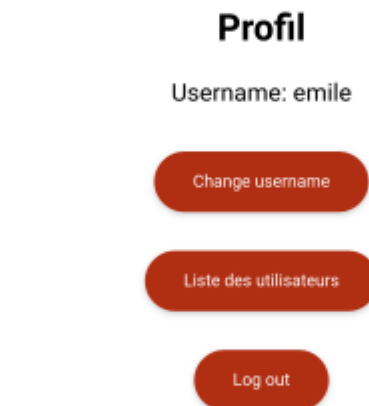 Profil
Username: emile
Change username
Liste des utilisateurs
Log out